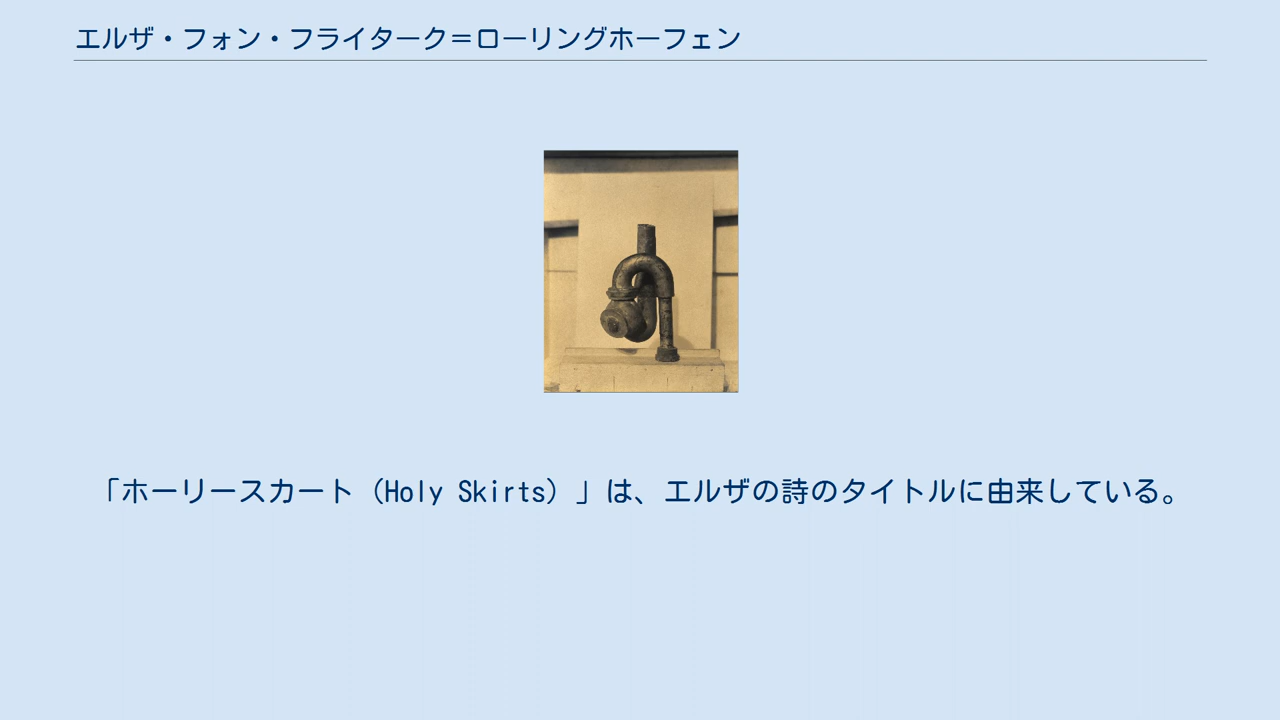 エルザ・フォン・フライターク＝ローリングホーフェン
「ホーリースカート（Holy Skirts）」は、エルザの詩のタイトルに由来している。